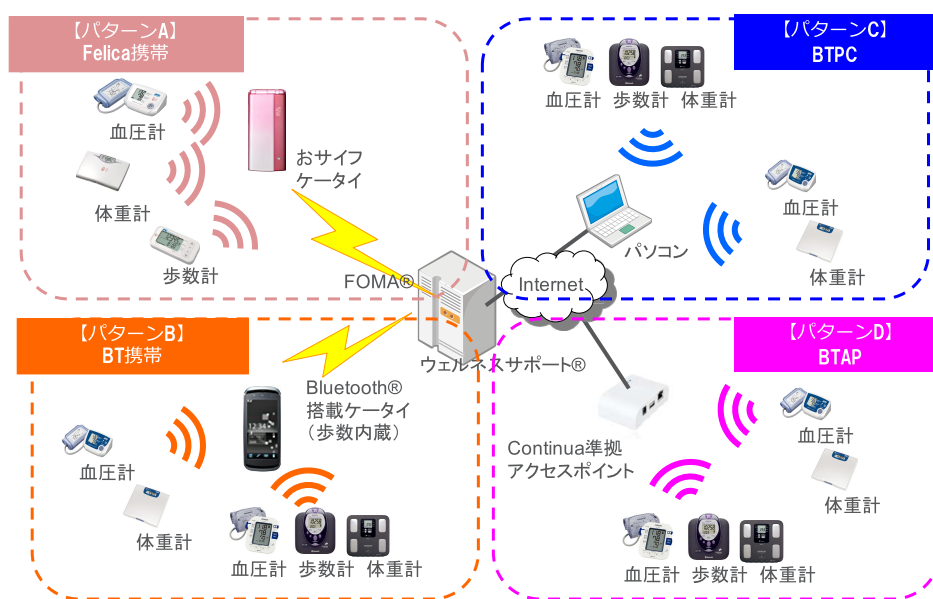 【パターンA】
Felica携帯
血圧計
体重計
歩数計
おサイフ
ケータイ
FOMA®
【パターンC】
BTPC
血圧計 歩数計 体重計
血圧計
体重計
パソコン
Internet
ウェルネスサポート®
【パターンB】
BT携帯
Bluetooth®
搭載ケータイ
（歩数内蔵）
血圧計
体重計
血圧計 歩数計 体重計
【パターンD】
BTAP
Continua準拠
アクセスポイント
血圧計
体重計
血圧計 歩数計 体重計